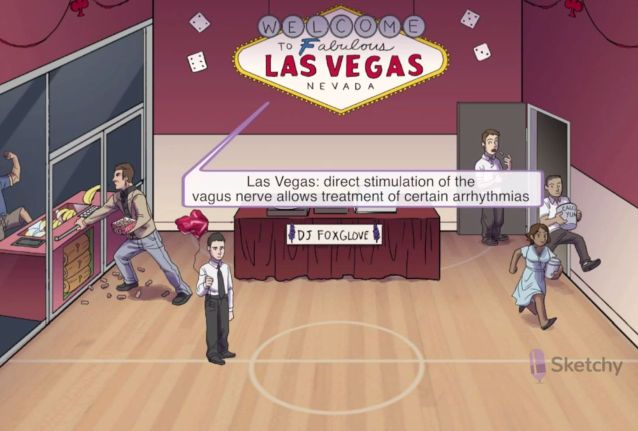 WELCOME
TO Fabulous
LAS VEGAS
NEVADA
Las Vegas: direct stimulation of the
vagus nerve allows treatment of certain arrhythmias
DJ FOXGLOVE
Sketchy